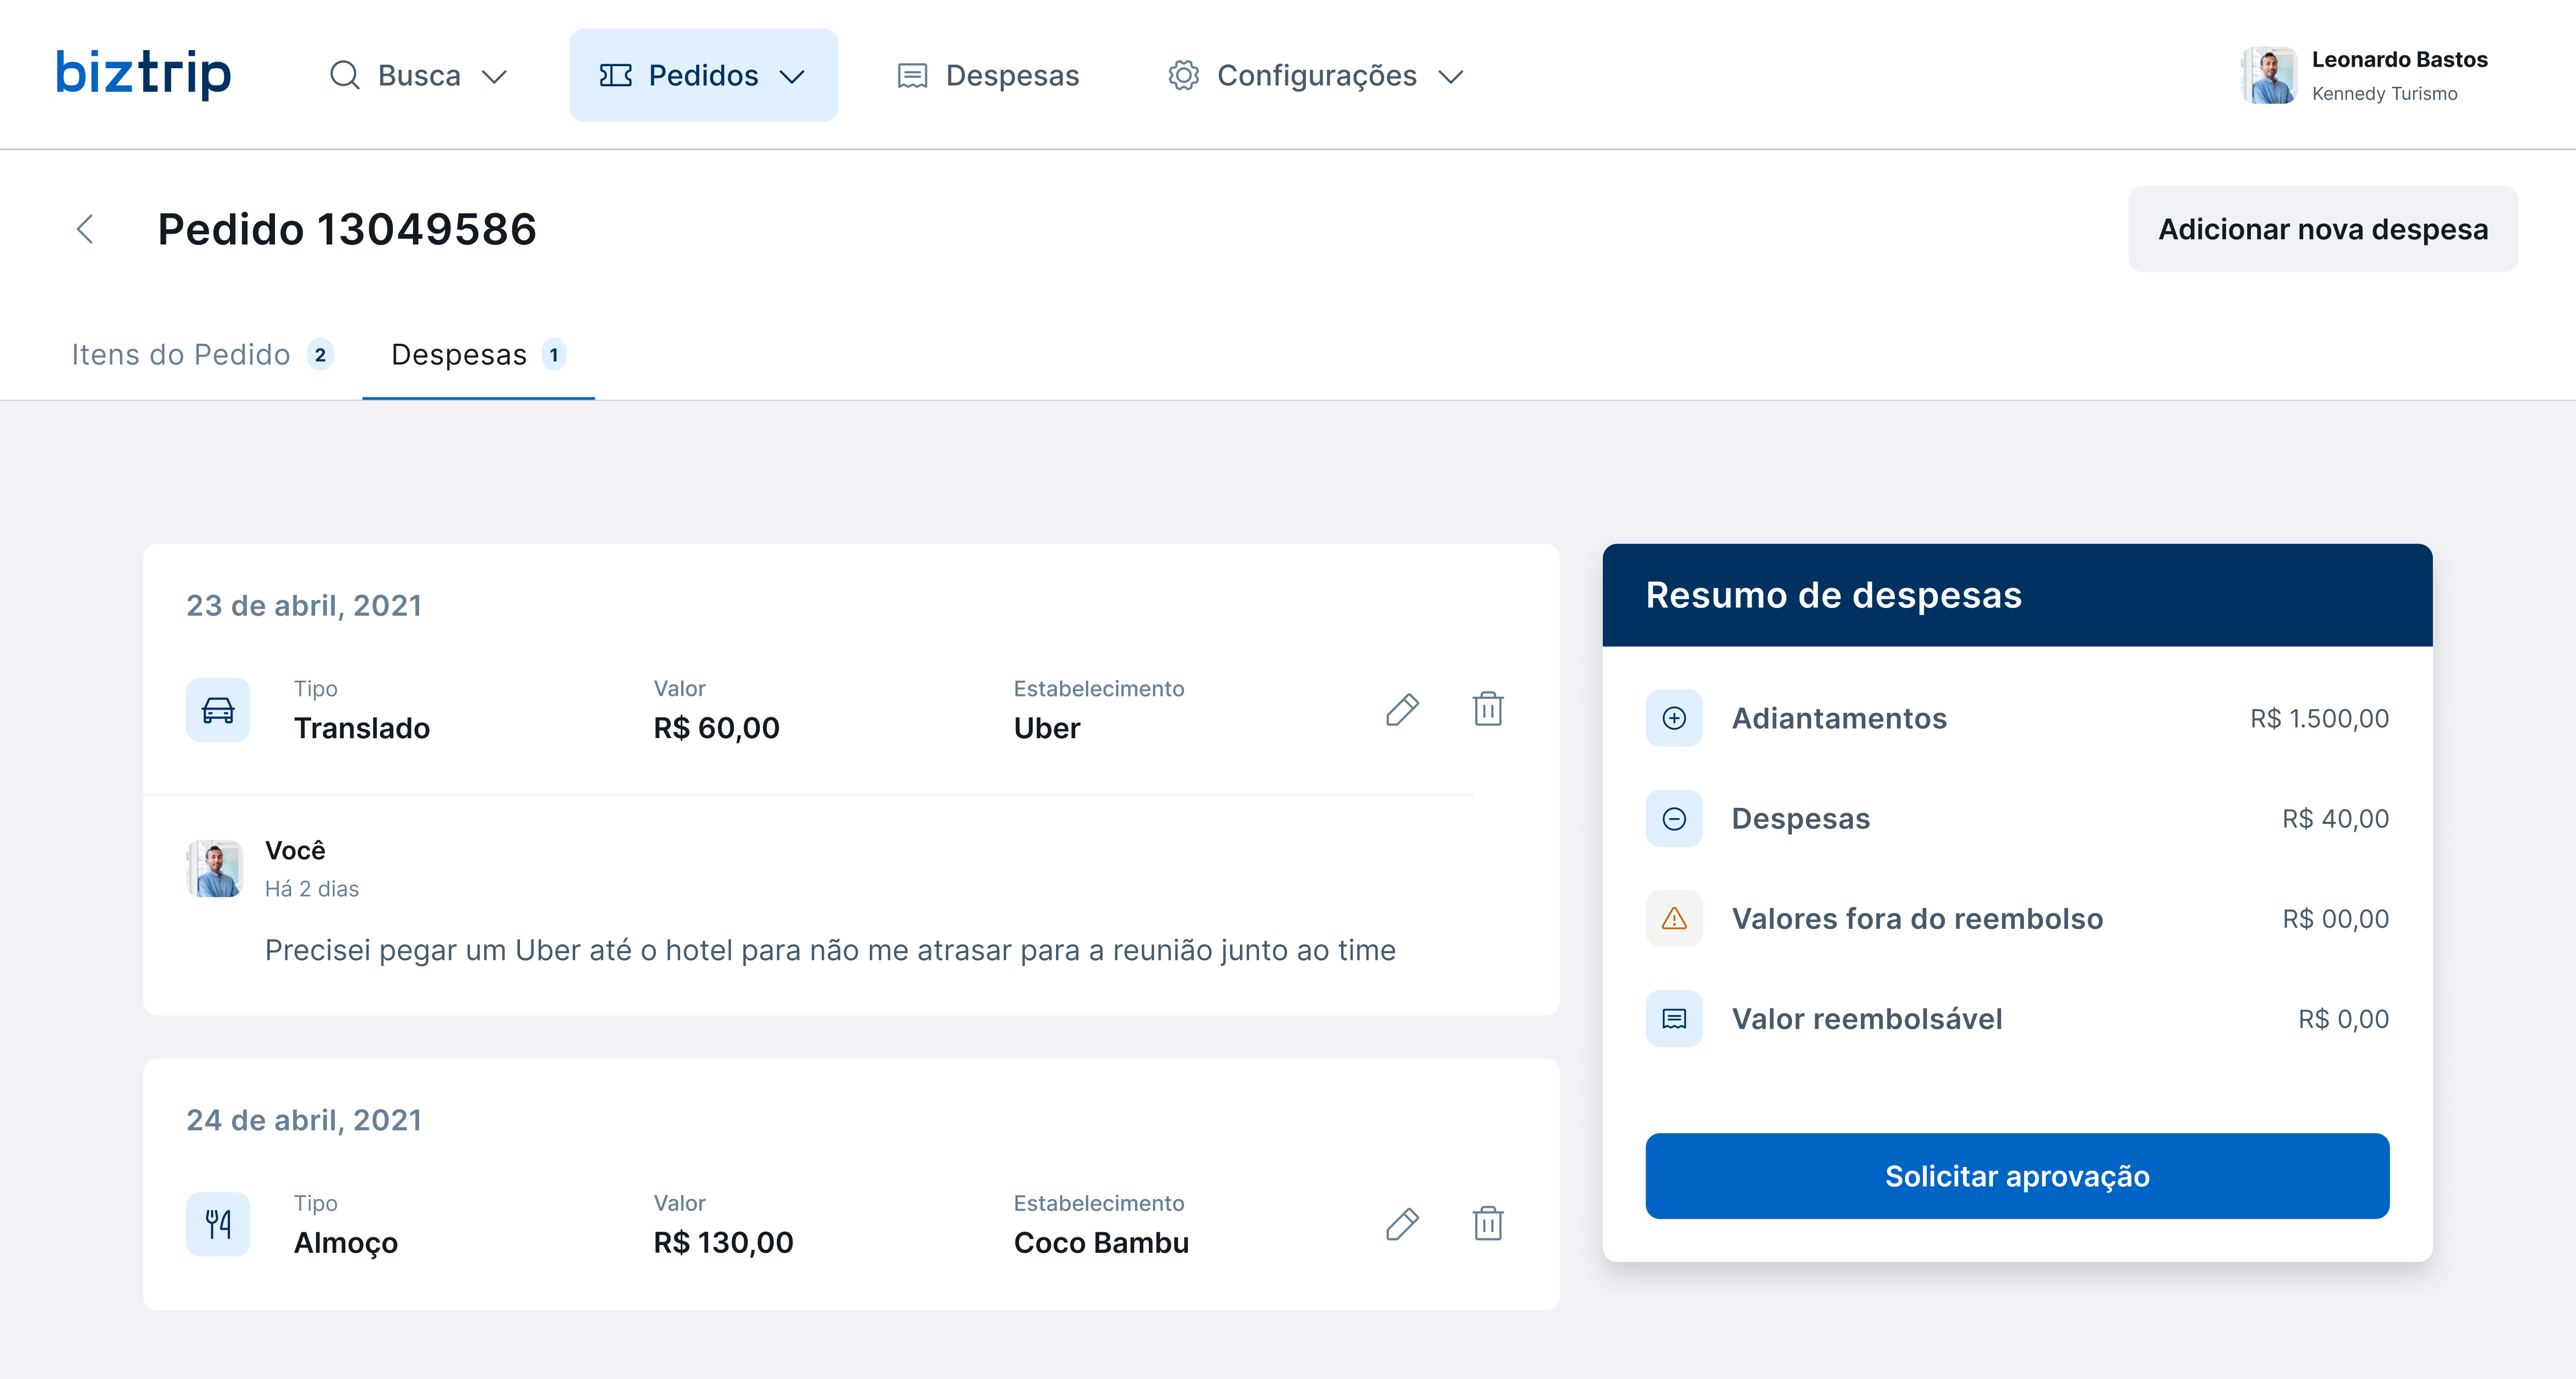 biztrip
Busca
Pedidos
Despesas
Configurações
Leonardo Bastos
Kennedy Turismo
Pedido 13049586
Adicionar nova despesa
Itens do Pedido 2
Despesas 1
23 de abril, 2021
Tipo
Translado
Valor
R$ 60,00
Estabelecimento
Uber
Você
Há 2 dias
Precisei pegar um Uber até o hotel para não me atrasar para a reunião junto ao time
24 de abril, 2021
Tipo
Almoço
Valor
R$ 130,00
Estabelecimento
Coco Bambu
Resumo de despesas
Adiantamentos R$ 1.500,00
Despesas R$ 40,00
Valores fora do reembolso R$ 00,00
Valor reembolsável R$ 0,00
Solicitar aprovação